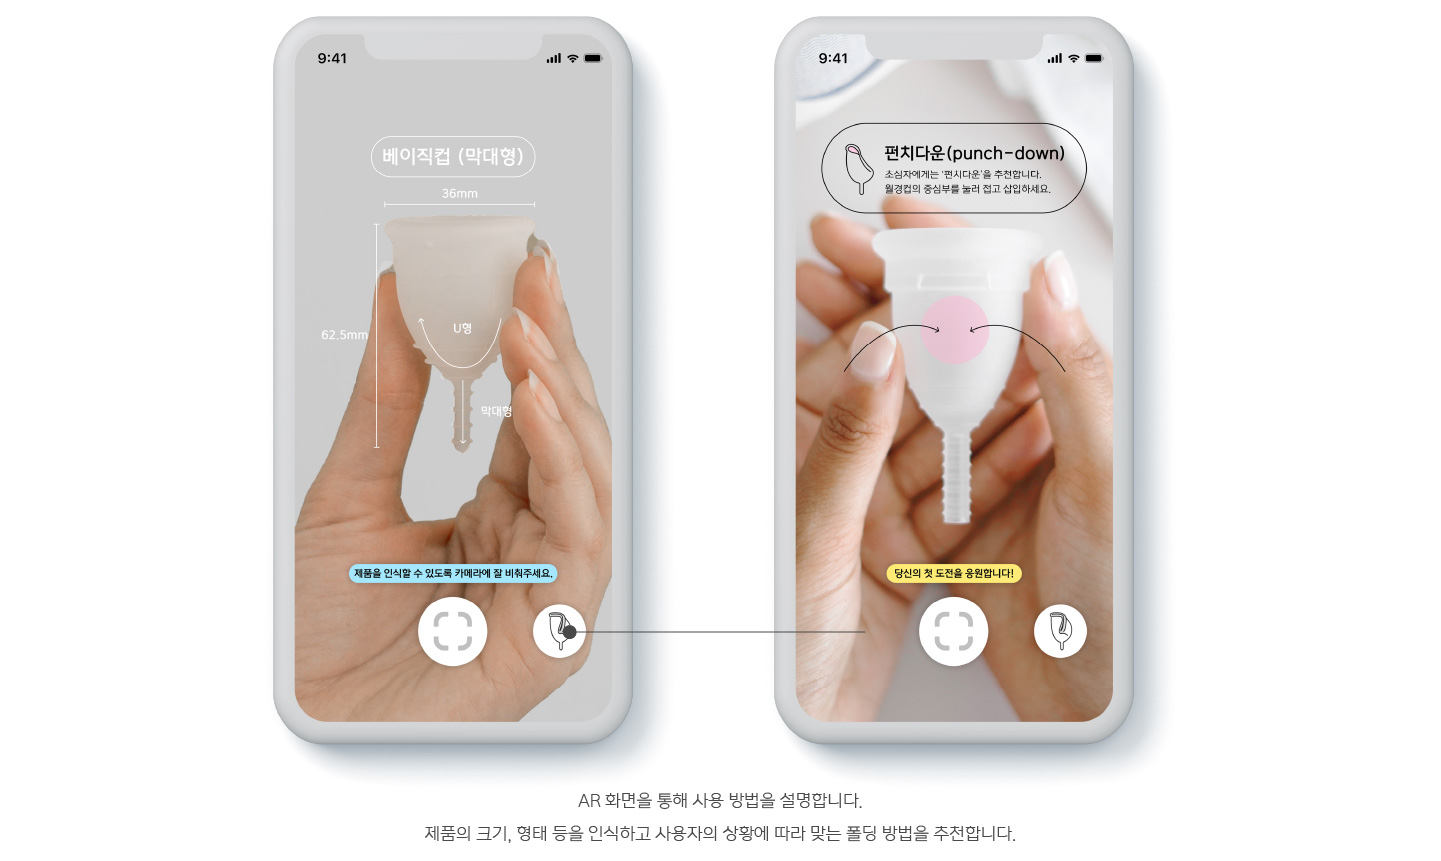 9:41
베이직컵 (막대형)
36mm
62.5mm
U형
막대형
제품을 인식할 수 있도록 카메라에 잘 비춰주세요.
9:41
펀치다운(punch-down)
초심자에게는 '펀시다운'을 추천합니다.
월경컵의 중심부를 눌러 접고 삽입하세요.
당신의 첫 도전을 응원합니다!
AR 화면을 통해 사용 방법을 설명합니다.
제품의 크기, 형태 등을 인식하고 사용자의 상황에 따라 맞는 폴딩 방법을 추천합니다.